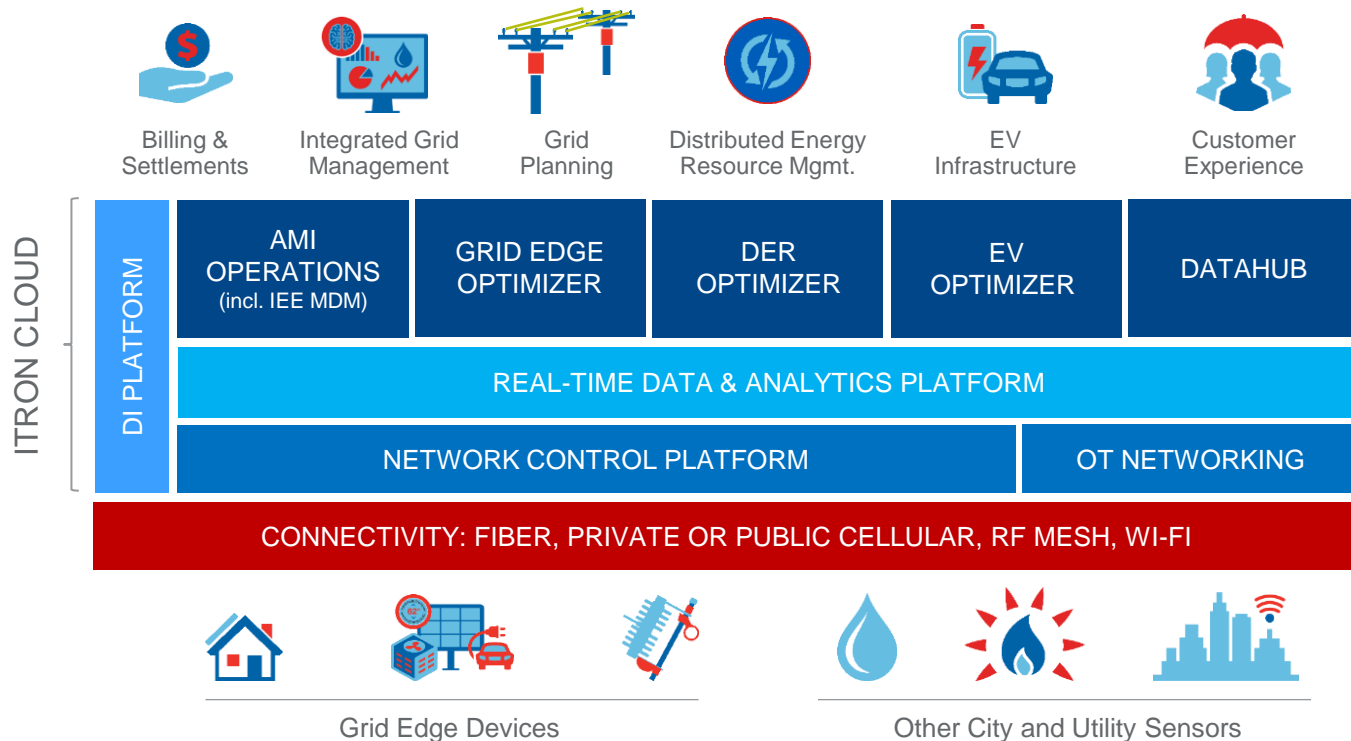 Billing &
Settlements
Integrated Grid
Management
Grid
Planning
Distributed Energy
Resource Mgmt.
EV
Infrastructure
Customer
Experience
ITRON CLOUD
DI PLATFORM
AMI
OPERATIONS
(incl. IEE MDM)
GRID EDGE
OPTIMIZER
DER
OPTIMIZER
EV
OPTIMIZER
DATAHUB
REAL-TIME DATA & ANALYTICS PLATFORM
NETWORK CONTROL PLATFORM
OT NETWORKING
CONNECTIVITY: FIBER, PRIVATE OR PUBLIC CELLULAR, RF MESH, WI-FI
62°
Grid Edge Devices
Other City and Utility Sensors